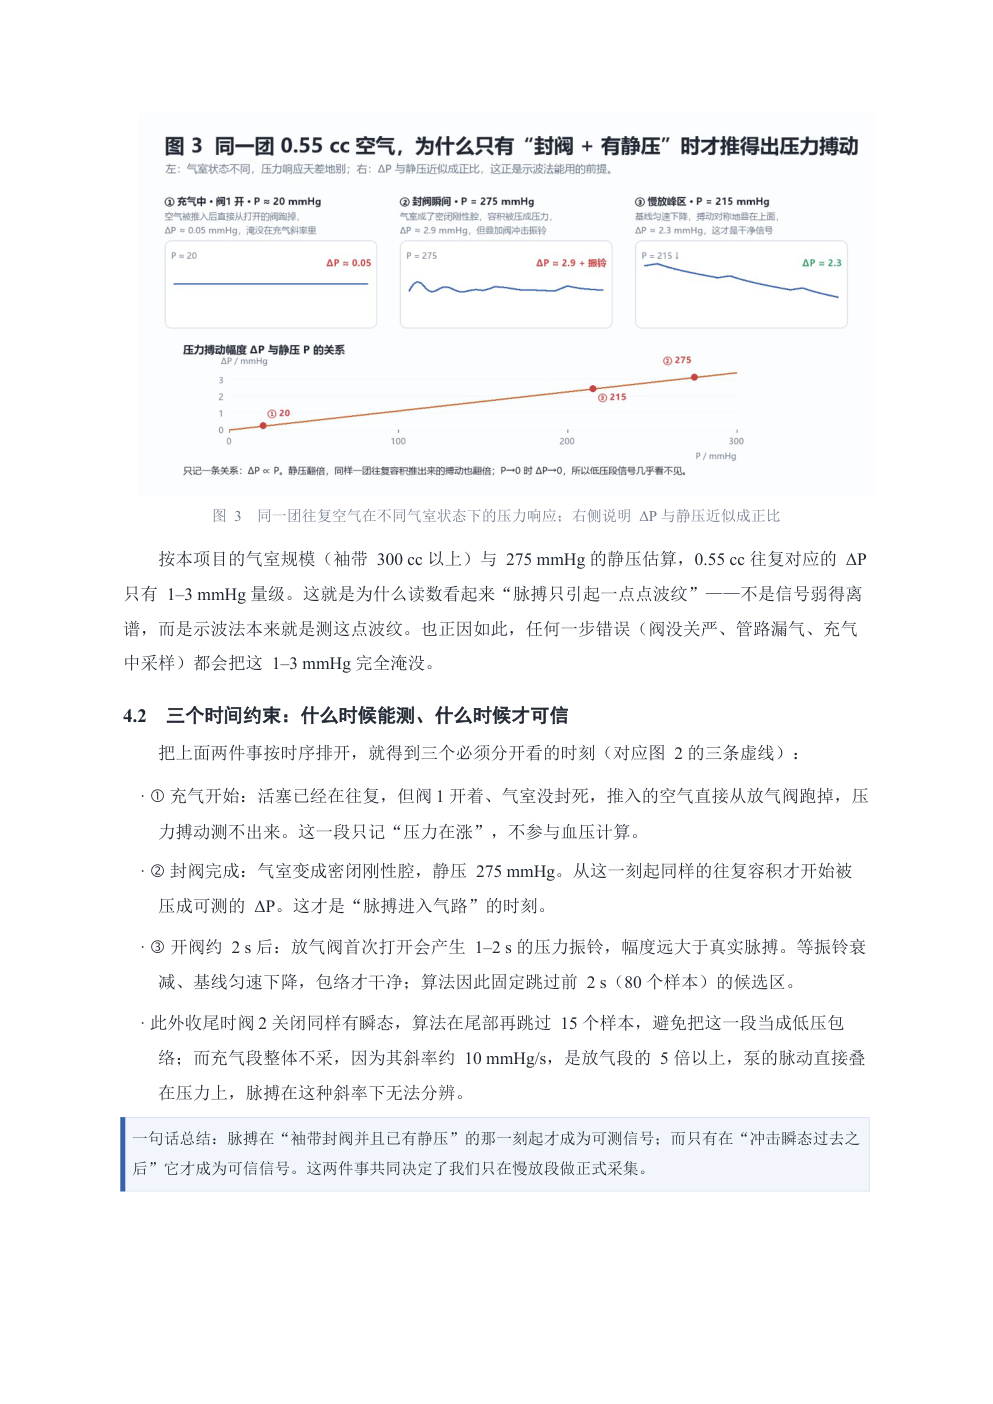 图 3 同一团 0.55 cc 空气，为什么只有“封阀 + 有静压”时才推得出压力搏动
左：气室状态不同，压力响应天差地别；右：ΔP 与静压近似成正比，这正是示波法能用的前提。
① 充气中 · 阀1 开 · P ≈ 20 mmHg
空气被推入后直接从打开的阀跑掉，
ΔP ≈ 0.05 mmHg，淹没在充气斜率里
P ≈ 20
ΔP ≈ 0.05
② 封阀瞬间 · P = 275 mmHg
气室成了密闭刚性腔，容积被压成压力，
ΔP ≈ 2.9 mmHg，但叠加阀冲击振铃
P = 275
ΔP ≈ 2.9 + 振铃
③ 慢放峰区 · P = 215 mmHg
基线匀速下降，搏动对称地叠在上面，
ΔP ≈ 2.3 mmHg，这才是干净信号
P = 215 ↓
ΔP ≈ 2.3
压力搏动幅度 ΔP 与静压 P 的关系
ΔP / mmHg
3
2
1
0
① 20
② 275
③ 215
0
100
200
300
P / mmHg
只记一条关系：ΔP ∝ P。静压翻倍，同样一团往复容积推出来的搏动也翻倍；P→0 时 ΔP→0，所以低压段信号几乎看不见。
图 3 同一团往复空气在不同气室状态下的压力响应；右侧说明 ΔP 与静压近似成正比
按本项目的气室规模（袖带 300 cc 以上）与 275 mmHg 的静压估算，0.55 cc 往复对应的 ΔP
只有 1–3 mmHg 量级。这就是为什么读数看起来“脉搏只引起一点点波纹”——不是信号弱得离
谱，而是示波法本来就是测这点波纹。也正因如此，任何一步错误（阀没关严、管路漏气、充气
中采样）都会把这 1–3 mmHg 完全淹没。
4.2 三个时间约束：什么时候能测、什么时候才可信
把上面两件事按时序排开，就得到三个必须分开看的时刻（对应图 2 的三条虚线）：
· ① 充气开始：活塞已经在往复，但阀 1 开着、气室没封死，推入的空气直接从放气阀跑掉，压
力搏动测不出来。这一段只记“压力在涨”，不参与血压计算。
· ② 封阀完成：气室变成密闭刚性腔，静压 275 mmHg。从这一刻起同样的往复容积才开始被
压成可测的 ΔP。这才是“脉搏进入气路”的时刻。
· ③ 开阀约 2 s 后：放气阀首次打开会产生 1–2 s 的压力振铃，幅度远大于真实脉搏。等振铃衰
减、基线匀速下降，包络才干净；算法因此固定跳过前 2 s（80 个样本）的候选区。
· 此外收尾时阀 2 关闭同样有瞬态，算法在尾部再跳过 15 个样本，避免把这一段当成低压包
络；而充气段整体不采，因为其斜率约 10 mmHg/s，是放气段的 5 倍以上，泵的脉动直接叠
在压力上，脉搏在这种斜率下无法分辨。
一句话总结：脉搏在“袖带封阀并且已有静压”的那一刻起才成为可测信号；而只有在“冲击瞬态过去之
后”它才成为可信信号。这两件事共同决定了我们只在慢放段做正式采集。